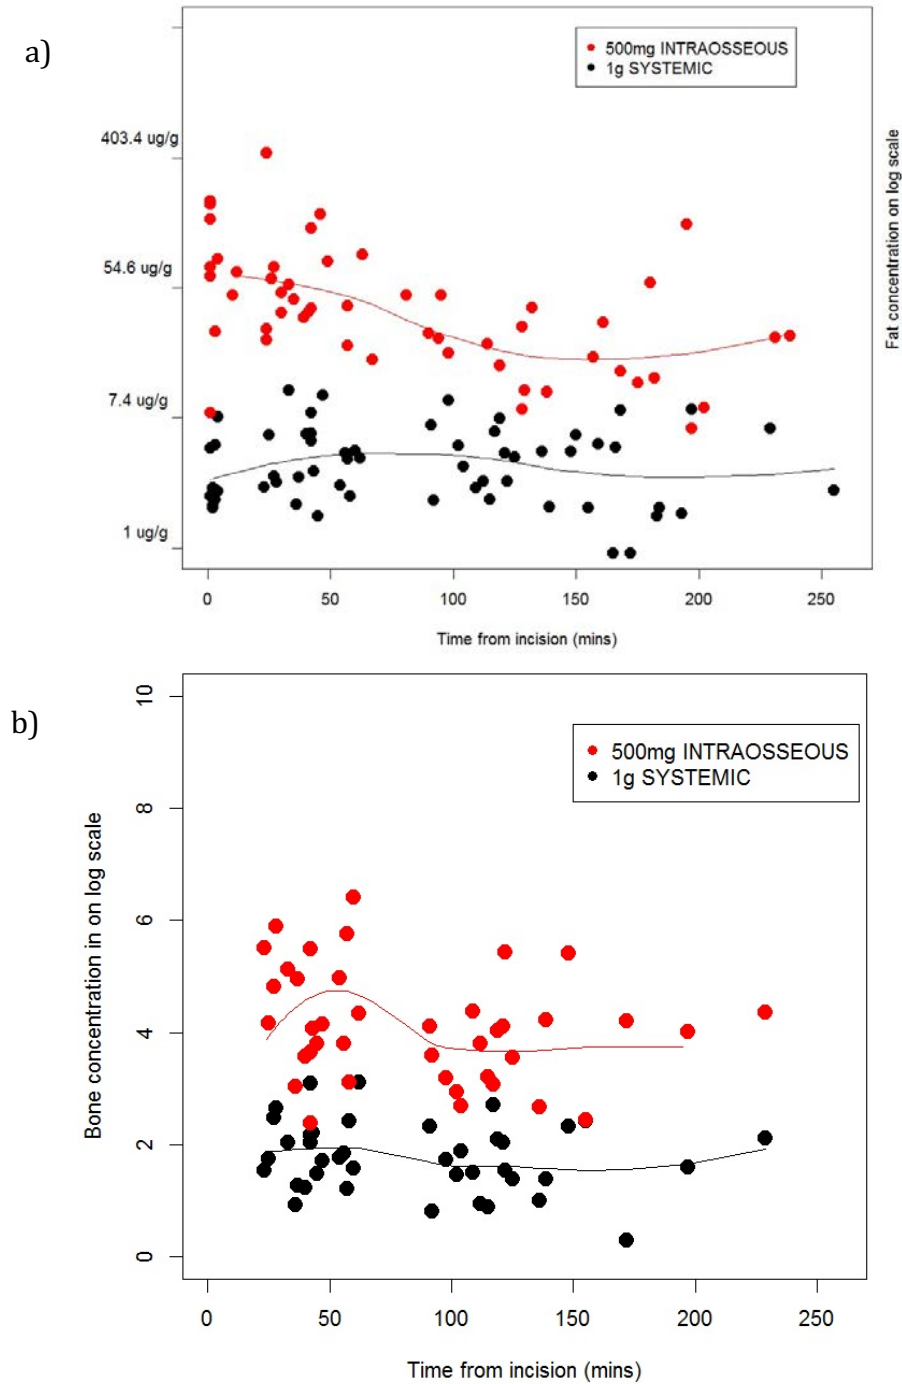 a)
500mg INTRAOSSEOUS
1g SYSTEMIC
403.4 ug/g
54.6 ug/g
7.4 ug/g
1 ug/g
Fat concentration on log scale
0 50 100 150 200 250
Time from incision (mins)
b)
500mg INTRAOSSEOUS
1g SYSTEMIC
10
8
6
4
2
0
Bone concentration in on log scale
0 50 100 150 200 250
Time from incision (mins)